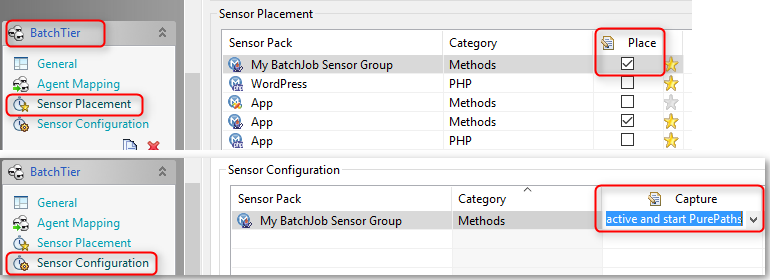 BatchTier
General
Agent Mapping
Sensor Placement
Sensor Configuration
Sensor Placement
Sensor Pack Category Place
My BatchJob Sensor Group Methods
WordPress PHP
App Methods
App Methods
App PHP
BatchTier
General
Agent Mapping
Sensor Placement
Sensor Configuration
Sensor Configuration
Sensor Pack Category Capture
My BatchJob Sensor Group Methods active and start PurePaths